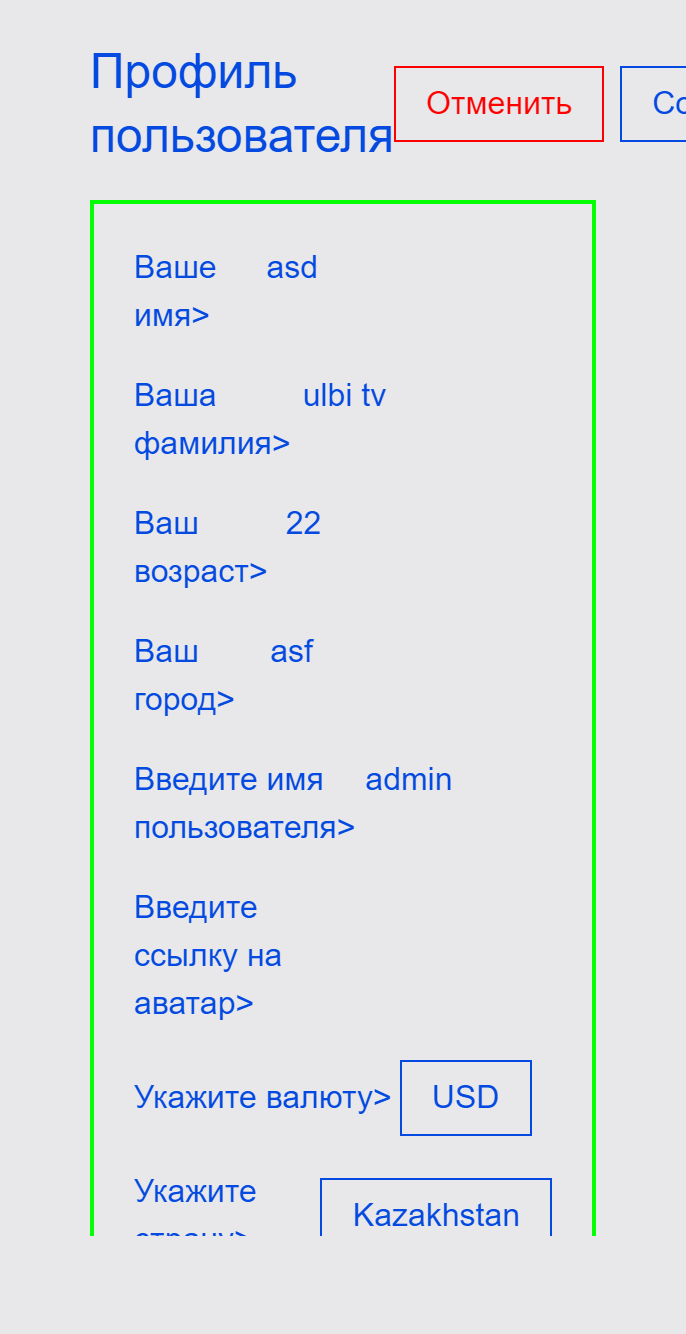 Профиль
пользователя
Отменить
Со
Ваше asd
имя>
Ваша ulbi tv
фамилия>
Ваш 22
возраст>
Ваш asf
город>
Введите имя admin
пользователя>
Введите
ссылку на
аватар>
Укажите валюту> USD
Укажите
страну>
Kazakhstan